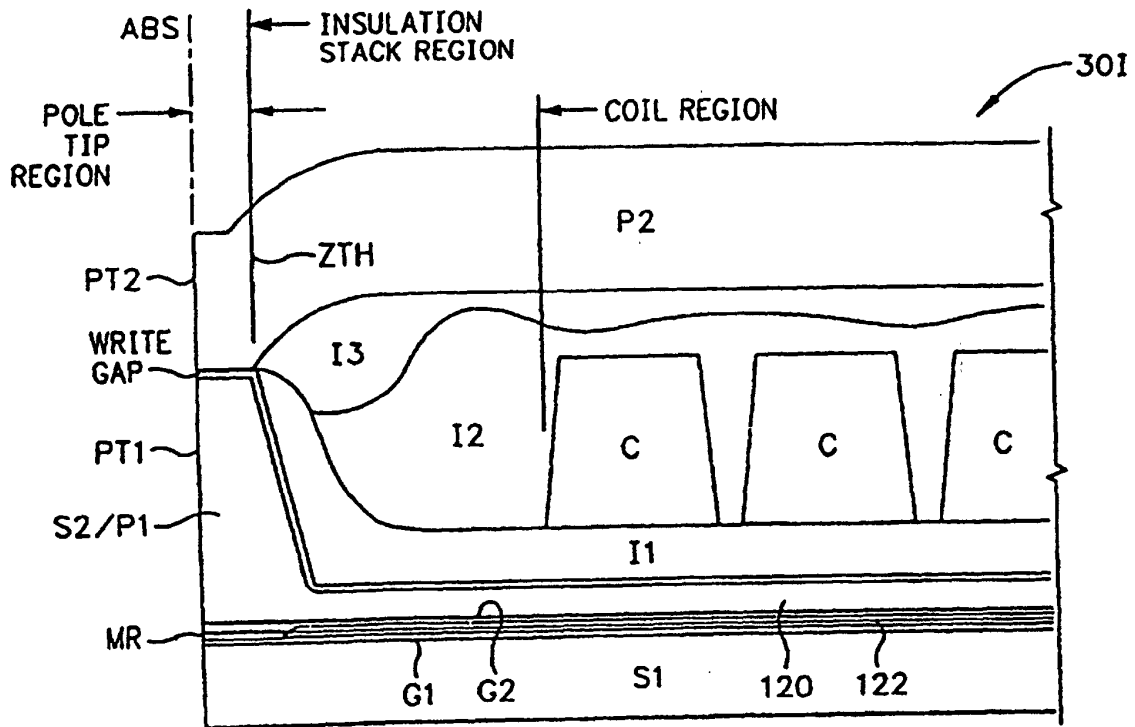 ABS
INSULATION
STACK REGION
30I
POLE
TIP
REGION
COIL REGION
P2
ZTH
PT2
WRITE
GAP
I3
PT1
I2
C
C
C
S2/P1
I1
MR
G1
G2
S1
120
122